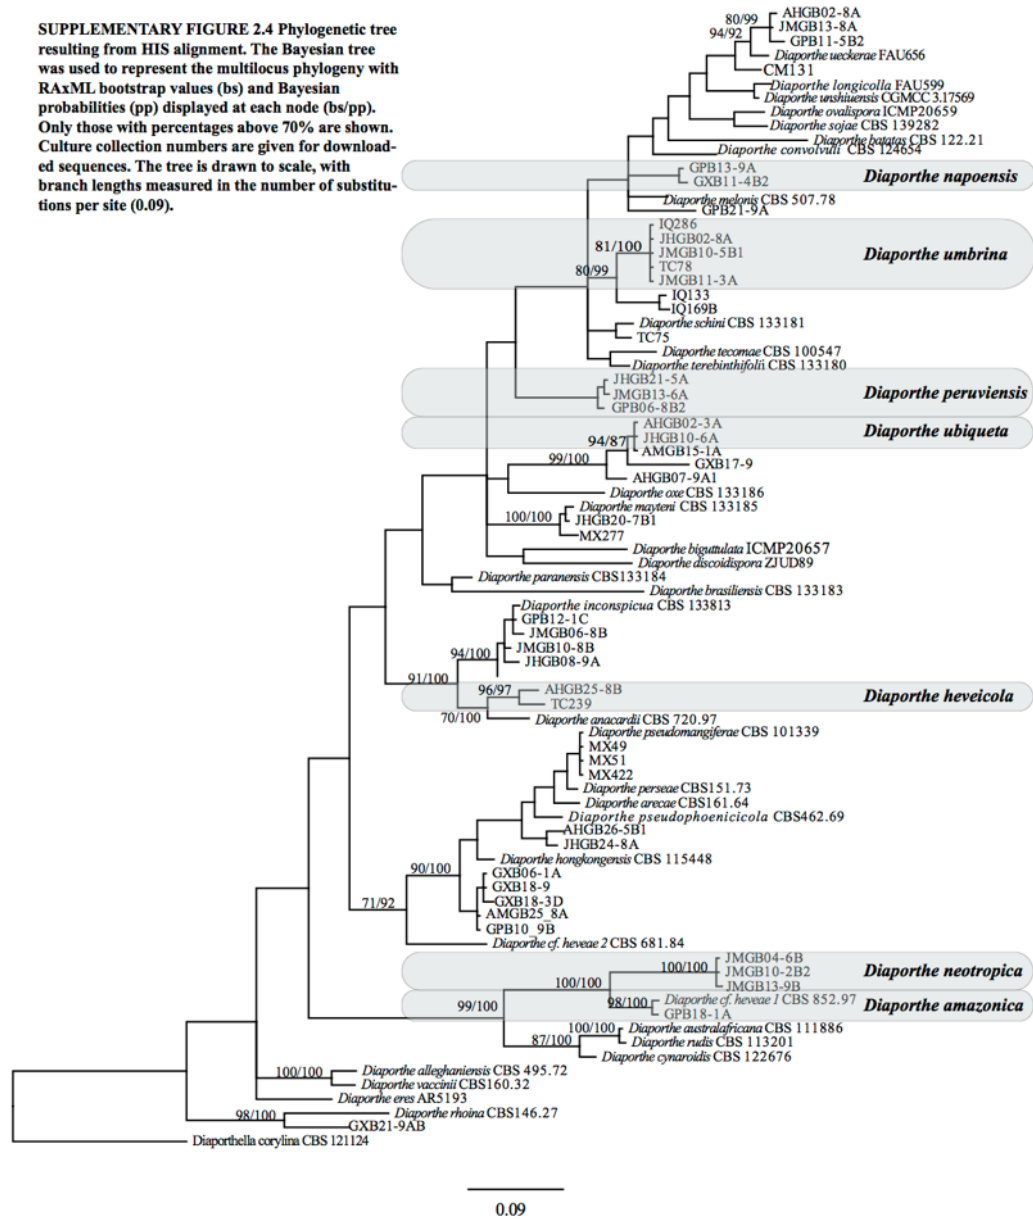 SUPPLEMENTARY FIGURE 2.4 Phylogenetic tree
resulting from HIS alignment. The Bayesian tree
was used to represent the multilocus phylogeny with
RAxML bootstrap values (bs) and Bayesian
probabilities (pp) displayed at each node (bs/pp).
Only those with percentages above 70% are shown.
Culture collection numbers are given for download-
ed sequences. The tree is drawn to scale, with
branch lengths measured in the number of substitu-
tions per site (0.09).
AHGB02-8A
80/99
JMGB13-8A
94/92
GPB11-5B2
Diaporthe ueckerae FAU656
CM131
Diaporthe longicolla FAU599
Diaporthe unshiuensis CGMCC 3.17569
Diaporthe ovalispora ICMP20659
Diaporthe sojae CBS 139282
Diaporthe batatas CBS 122.21
Diaporthe convolvuli CBS 124654
GPB13-9A
Diaporthe napoensis
GXB11-4B2
Diaporthe melonis CBS 507.78
GPB21-9A
IQ286
JHGB02-8A
81/100
JMGB10-5B1
Diaporthe umbrina
80/99
TC78
JMGB11-3A
IQ133
IQ169B
Diaporthe schini CBS 133181
TC75
Diaporthe tecomae CBS 100547
Diaporthe terebinthifolii CBS 133180
JHGB21-5A
JMGB13-6A
Diaporthe peruviensis
GPB06-8B2
AHGB02-3A
Diaporthe ubiqueta
94/87
JHGB10-6A
AMGB15-1A
99/100
GXB17-9
AHGB07-9A1
Diaporthe oxe CBS 133186
Diaporthe mayteni CBS 133185
100/100
JHGB20-7B1
MX277
Diaporthe biguttulata ICMP20657
Diaporthe discoidispora ZJUD89
Diaporthe paranensis CBS133184
Diaporthe brasiliensis CBS 133183
Diaporthe inconspicua CBS 133813
GPB12-1C
JMGB06-8B
94/100
JMGB10-8B
JHGB08-9A
91/100
96/97
AHGB25-8B
Diaporthe heveicola
TC239
70/100
Diaporthe anacardii CBS 720.97
Diaporthe pseudomangiferae CBS 101339
MX49
MX51
MX422
Diaporthe perseae CBS151.73
Diaporthe arecae CBS161.64
Diaporthe pseudophoenicicola CBS462.69
AHGB26-5B1
JHGB24-8A
Diaporthe hongkongensis CBS 115448
90/100
GXB06-1A
GXB18-9
71/92
GXB18-3D
AMGB25_8A
GPB10_9B
Diaporthe cf. heveae 2 CBS 681.84
JMGB04-6B
100/100
JMGB10-2B2
Diaporthe neotropica
100/100
JMGB13-9B
99/100
98/100
Diaporthe cf. heveae 1 CBS 852.97
Diaporthe amazonica
GPB18-1A
100/100
Diaporthe australafricana CBS 111886
87/100
Diaporthe rudis CBS 113201
Diaporthe cynaroidis CBS 122676
100/100
Diaporthe alleghaniensis CBS 495.72
Diaporthe vaccinii CBS160.32
Diaporthe eres AR5193
98/100
Diaporthe rhoina CBS146.27
GXB21-9AB
Diaporthella corylina CBS 121124
0.09